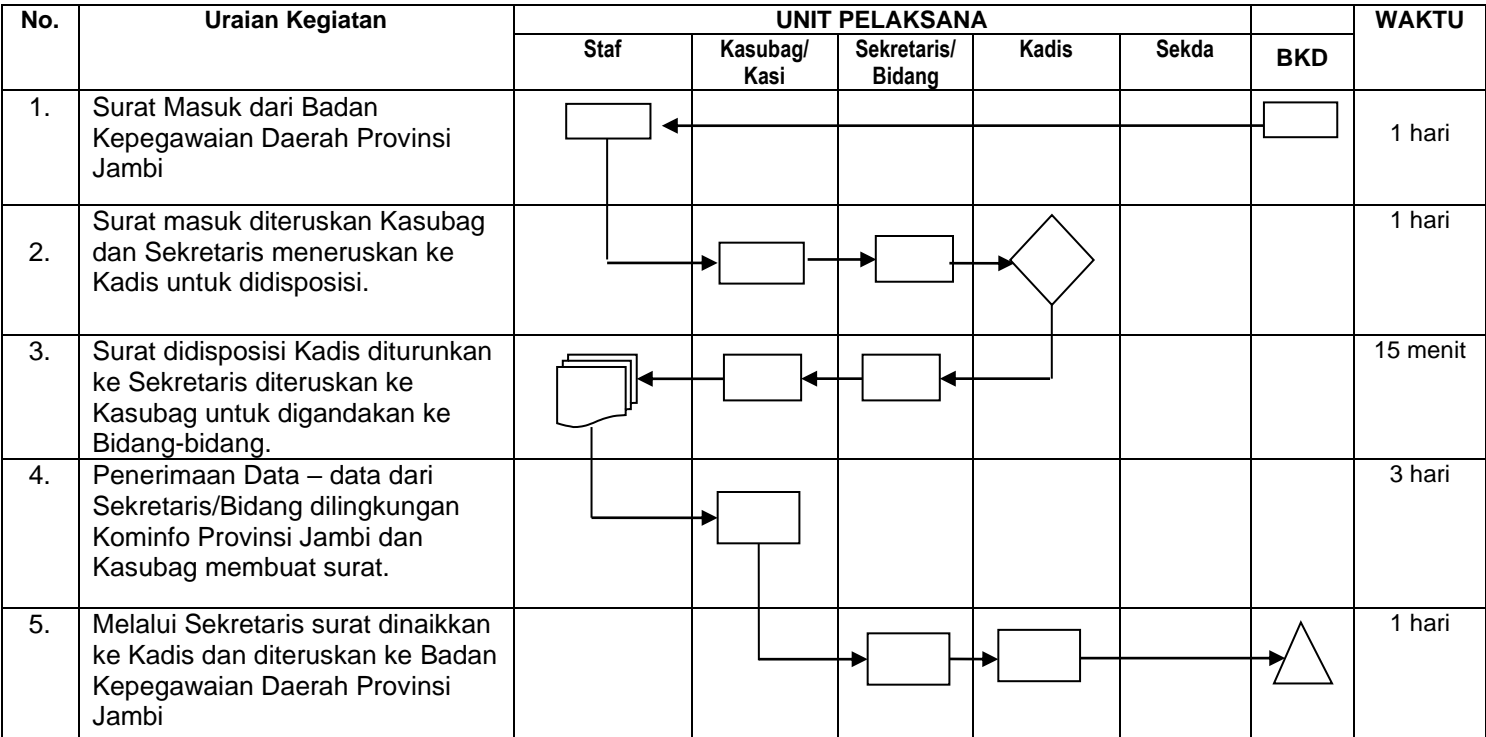 No. Uraian Kegiatan UNIT PELAKSANA WAKTU
Staf Kasubag/ Sekretaris/ Kadis Sekda BKD
Kasi Bidang
1. Surat Masuk dari Badan
Kepegawaian Daerah Provinsi
Jambi
1 hari
2. Surat masuk diteruskan Kasubag
dan Sekretaris meneruskan ke
Kadis untuk didisposisi.
1 hari
3. Surat didisposisi Kadis diturunkan
ke Sekretaris diteruskan ke
Kasubag untuk digandakan ke
Bidang-bidang.
15 menit
4. Penerimaan Data – data dari
Sekretaris/Bidang dilingkungan
Kominfo Provinsi Jambi dan
Kasubag membuat surat.
3 hari
5. Melalui Sekretaris surat dinaikkan
ke Kadis dan diteruskan ke Badan
Kepegawaian Daerah Provinsi
Jambi
1 hari